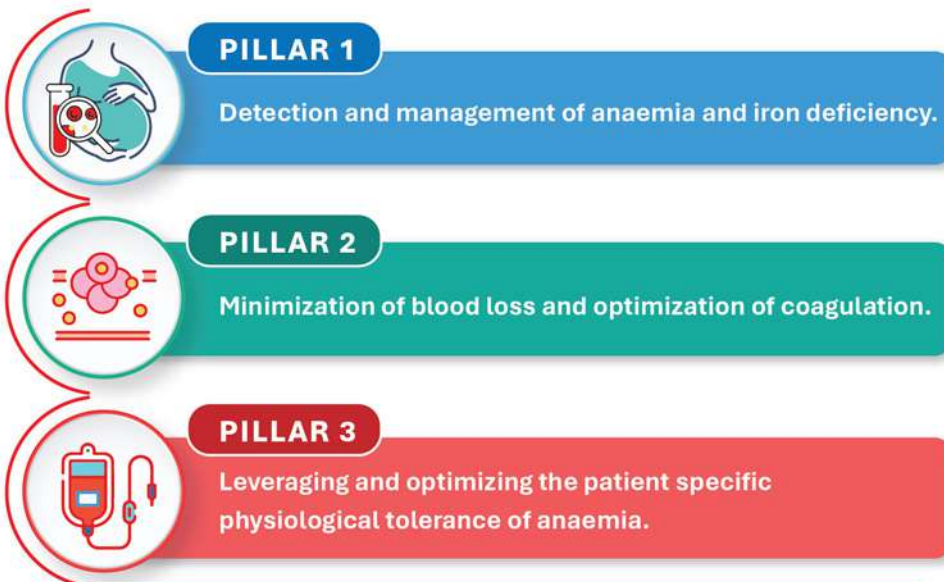 PILLAR 1
Detection and management of anaemia and iron deficiency.
PILLAR 2
Minimization of blood loss and optimization of coagulation.
PILLAR 3
Leveraging and optimizing the patient specific
physiological tolerance of anaemia.